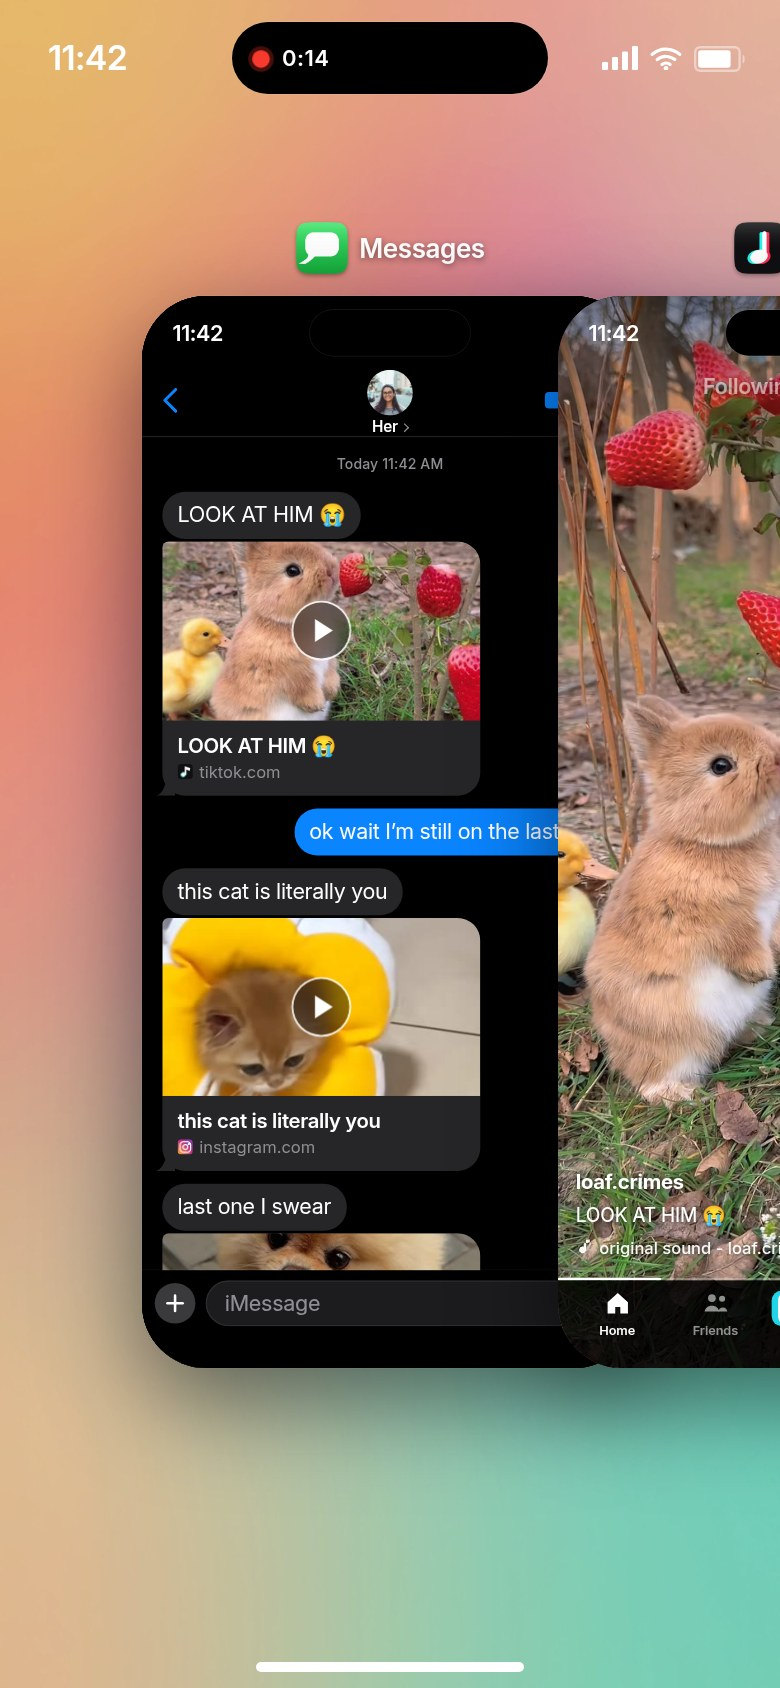 11:42
0:14
Messages
11:42
Her
Today 11:42 AM
LOOK AT HIM 😭
LOOK AT HIM 😭
tiktok.com
ok wait I'm still on the last
this cat is literally you
this cat is literally you
instagram.com
last one I swear
iMessage
11:42
loaf.crimes
LOOK AT HIM 😭
original sound -
Home
Friends